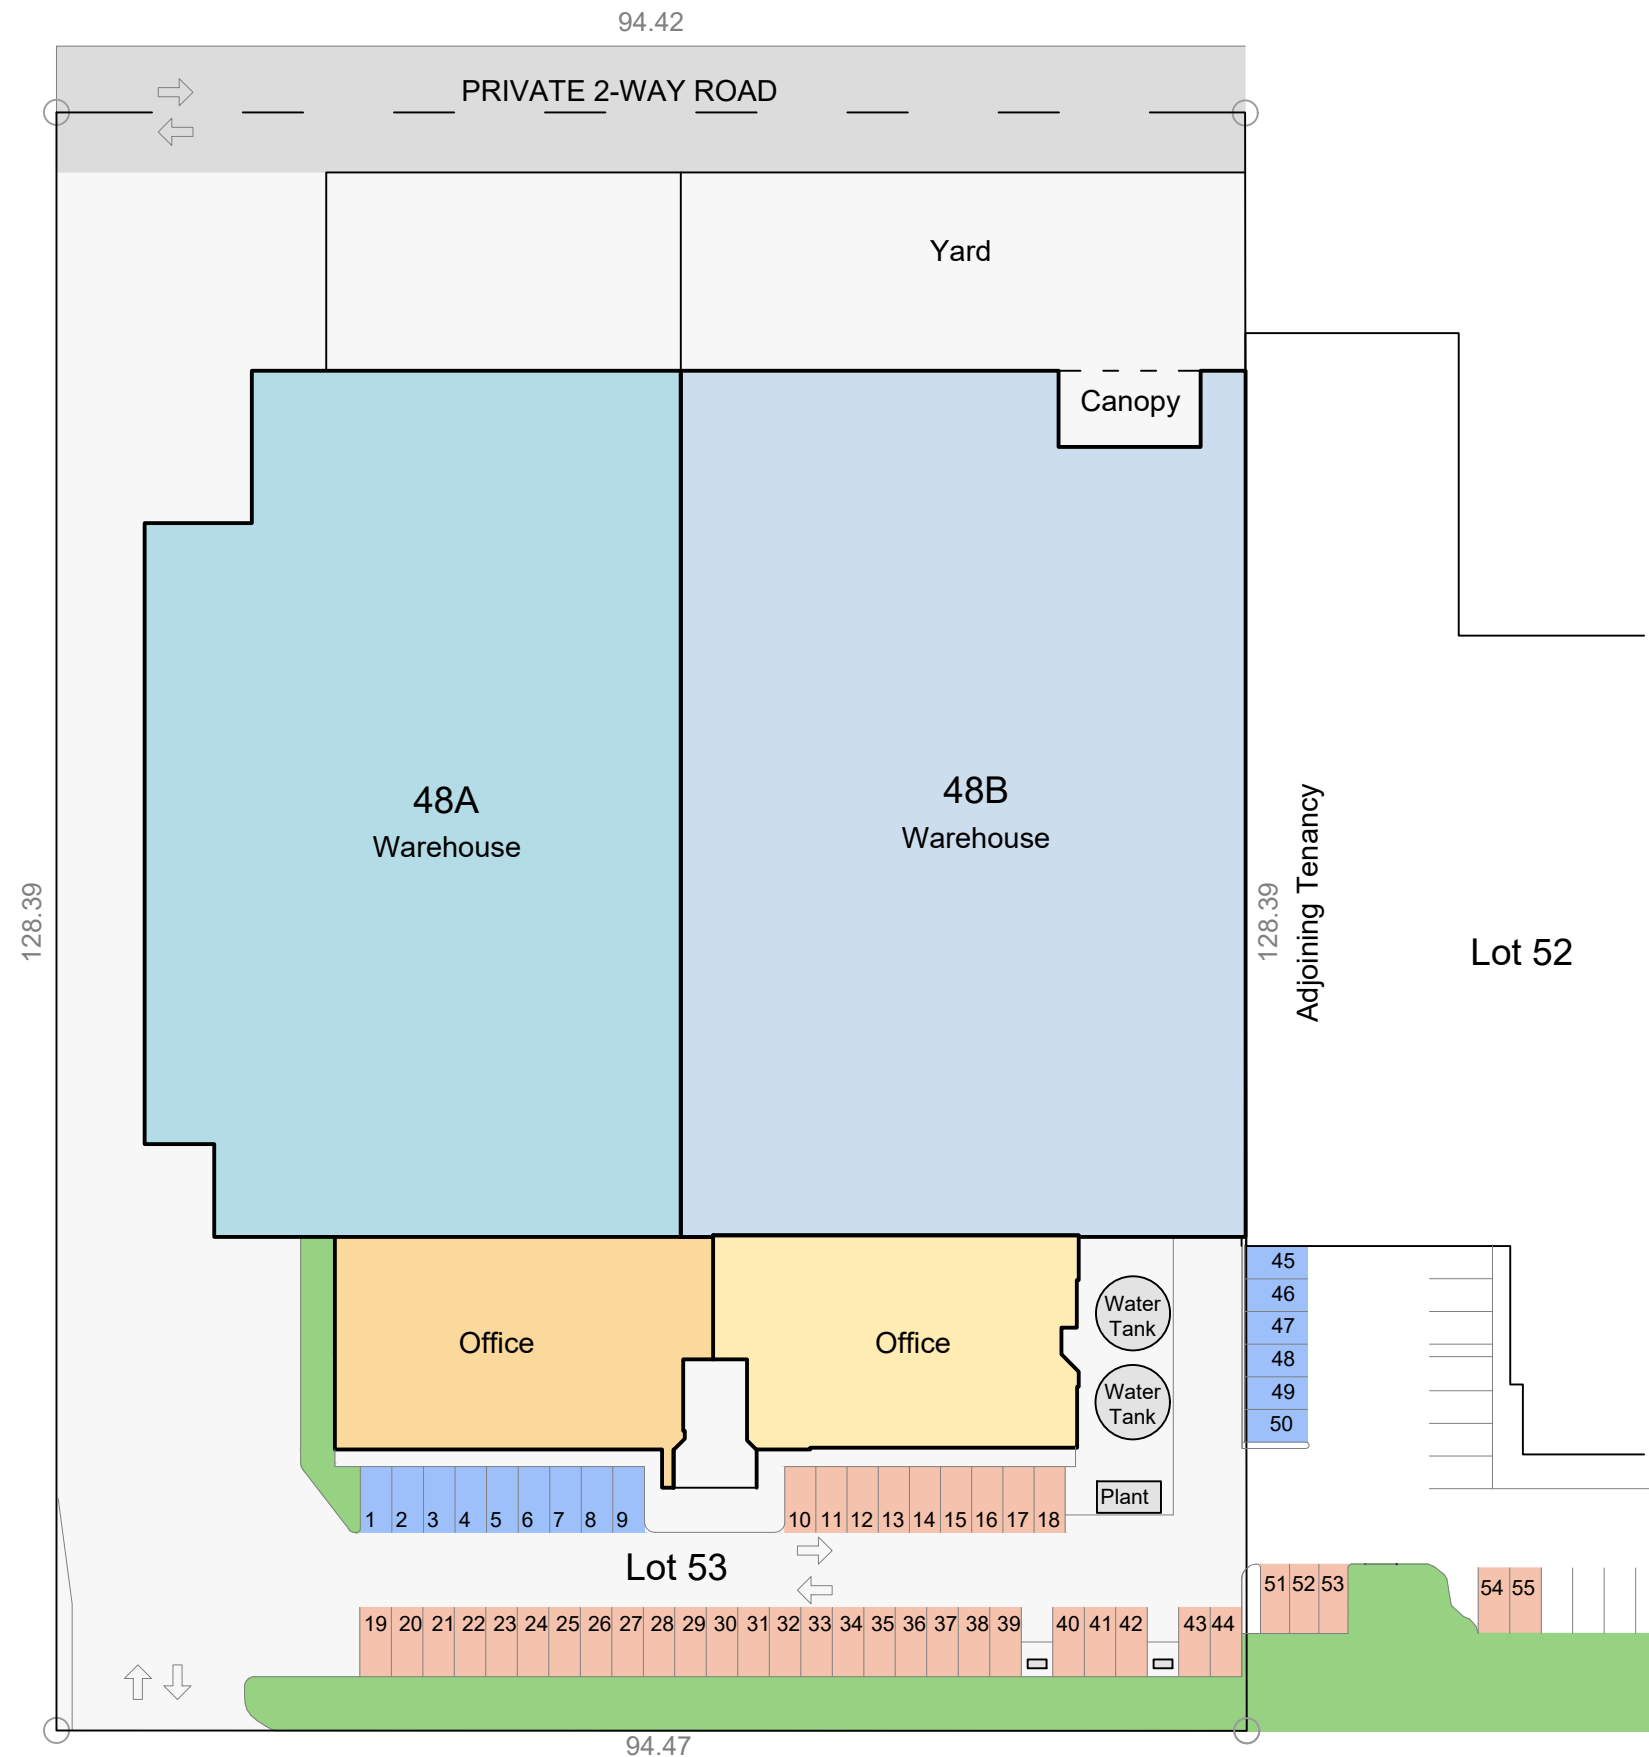 94.42
PRIVATE 2-WAY ROAD
Yard
Canopy
48A
Warehouse
48B
Warehouse
128.39
128.39
Adjoining Tenancy
Lot 52
Office
Office
Water
Tank
Water
Tank
Plant
45
46
47
48
49
50
1 2 3 4 5 6 7 8 9
10 11 12 13 14 15 16 17 18
Lot 53
51 52 53
54 55
19 20 21 22 23 24 25 26 27 28 29 30 31 32 33 34 35 36 37 38 39 40 41 42 43 44
94.47